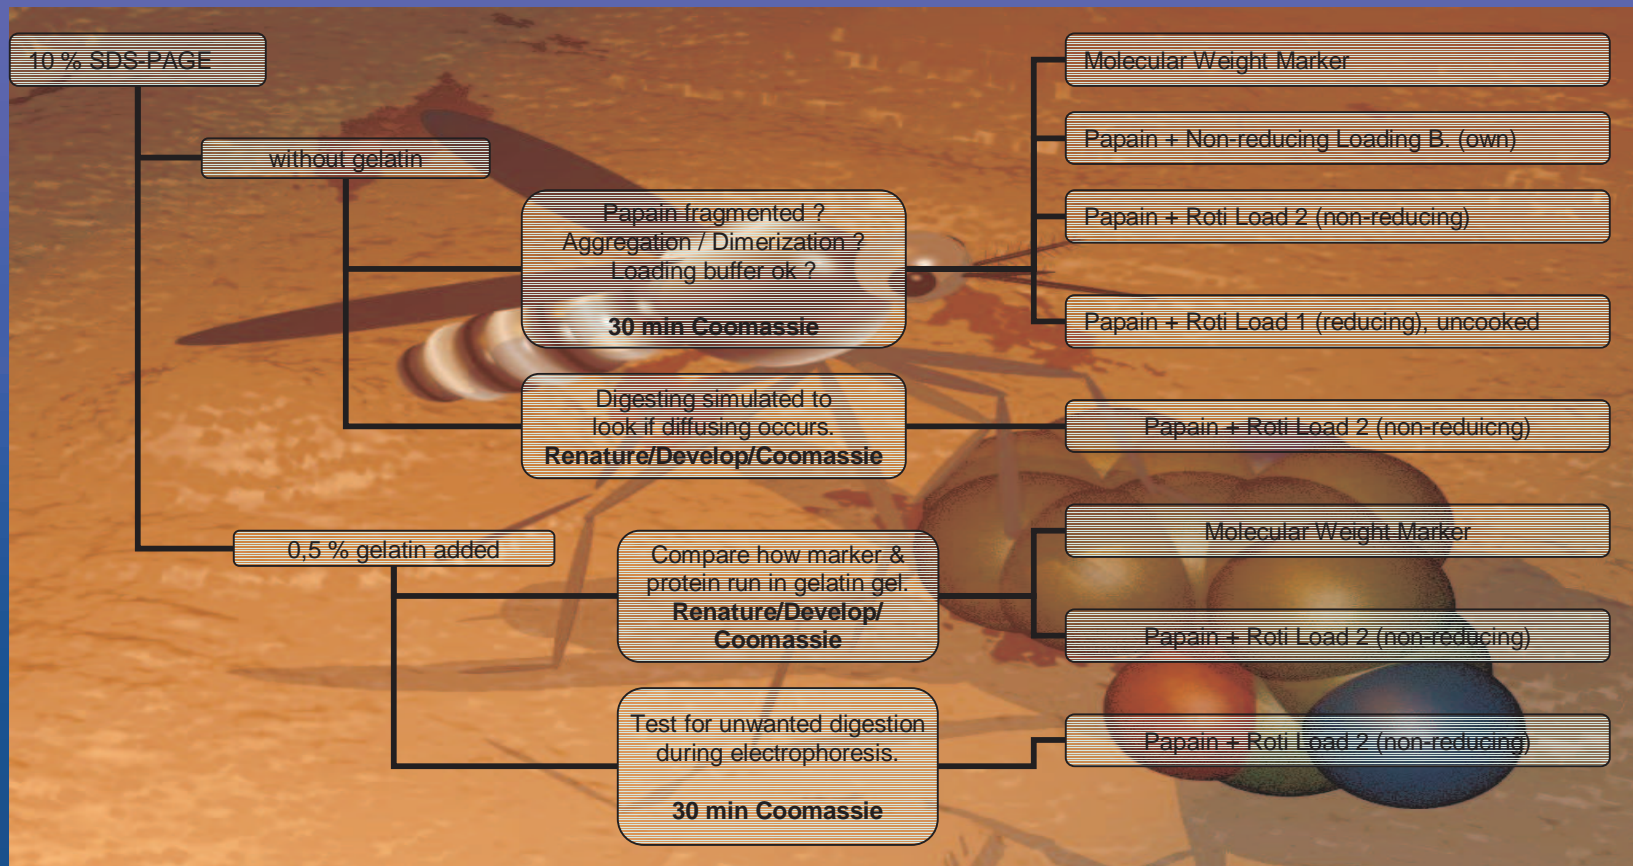 10 % SDS-PAGE
without gelatin
Papain fragmented ?
Aggregation / Dimerization ?
Loading buffer ok ?
30 min Coomassie
Molecular Weight Marker
Papain + Non-reducing Loading B. (own)
Papain + Roti Load 2 (non-reducing)
Papain + Roti Load 1 (reducing), uncooked
Digesting simulated to
look if diffusing occurs.
Renature/Develop/Coomassie
Papain + Roti Load 2 (non-reduicng)
0,5 % gelatin added
Compare how marker &
protein run in gelatin gel.
Renature/Develop/
Coomassie
Molecular Weight Marker
Papain + Roti Load 2 (non-reducing)
Test for unwanted digestion
during electrophoresis.
30 min Coomassie
Papain + Roti Load 2 (non-reducing)